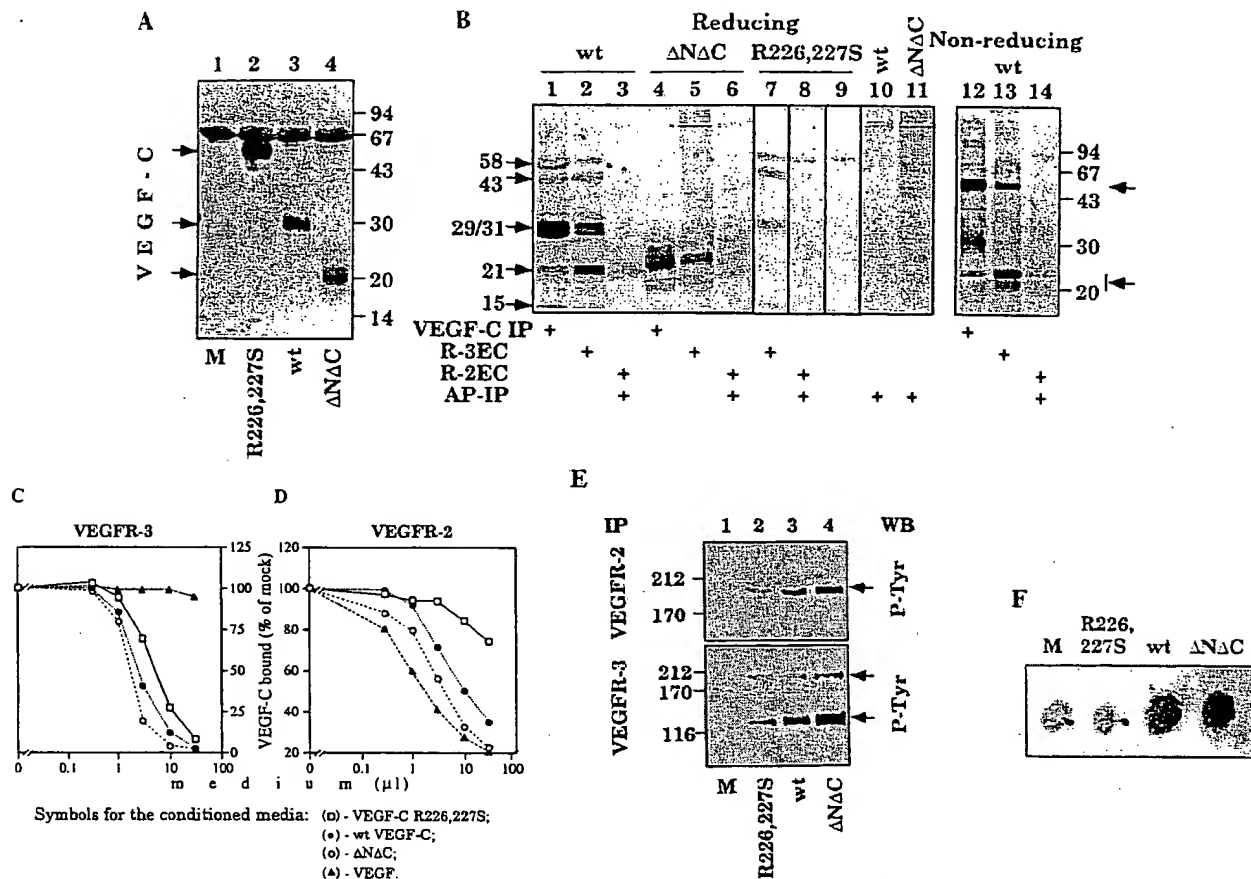 A
1 2 3 4
94
67
43
30
20
14
VEGF-C
M
R226,227S
wt
ΔNΔC
B
Reducing
wt
ΔNΔC
R226,227S
wt
ΔNΔC
Non-reducing
wt
1 2 3 4 5 6 7 8 9 10 11 12 13 14
58
43
29/31
21
15
94
67
43
30
20
VEGF-C IP + + +
R-3EC + + + +
R-2EC + + + +
AP-IP + + + + + +
C
VEGFR-3
125
100
75
50
25
0
0 0.1 1 10 100
VEGF-C bound (% of mock)
D
VEGFR-2
120
100
80
60
40
20
0 0.1 1 10 100
medium (µl)
Symbols for the conditioned media: (□) - VEGF-C R226,227S;
(•) - wt VEGF-C;
(o) - ΔNΔC;
(▲) - VEGF.
E
IP 1 2 3 4 WB
VEGFR-2
212
170
P-Tyr
VEGFR-3
212
170
116
P-Tyr
M
R226,227S
wt
ΔNΔC
F
R226,
M 227S wt ΔNΔC